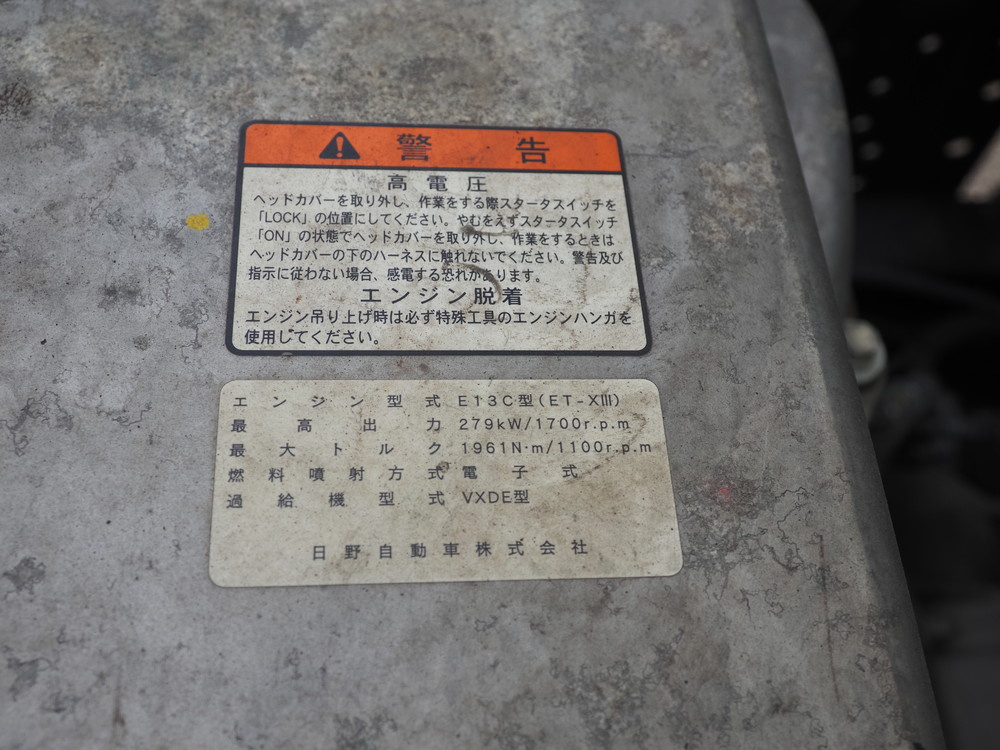 警告
高電圧
ヘッドカバーを取り外し、作業をする際スタータスイッチを
「LOCK」の位置にしてください。やむをえずスタータスイッチ
「ON」の状態でヘッドカバーを取り外し、作業をするときは
ヘッドカバーの下のハーネスに触れないでください。警告及び
指示に従わない場合、感電する恐れがあります。
エンジン脱着
エンジン吊り上げ時は必ず特殊工具のエンジンハンガを
使用してください。
エンジン型式 E13C型(ET-XIII)
最高出力 279kW/1700r.p.m
最大トルク 1961N·m/1100r.p.m
燃料噴射方式 電子式
過給機型式 VXDE型
日野自動車株式会社